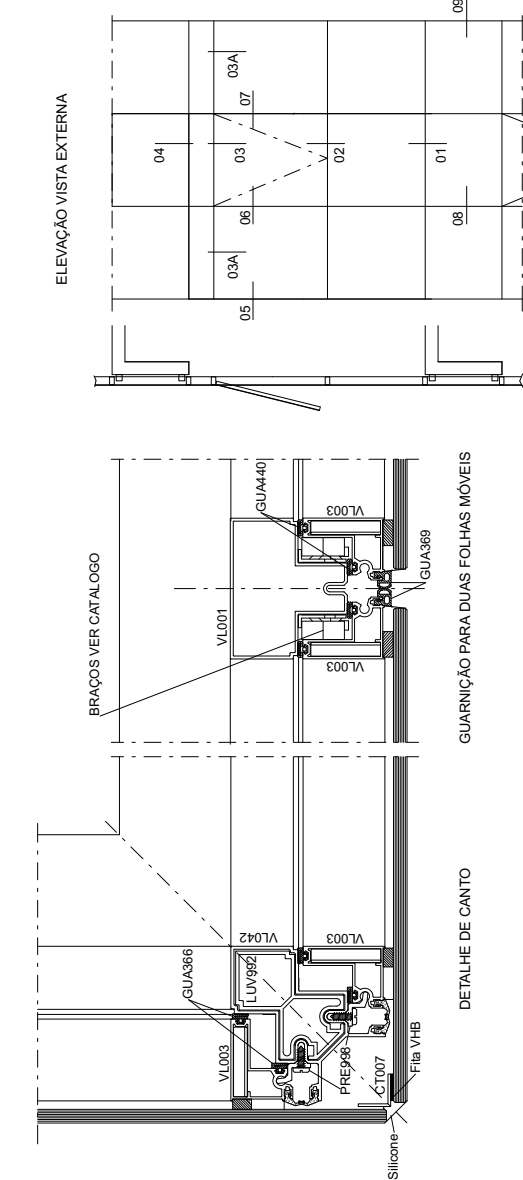 ELEVAÇÃO VISTA EXTERNA
04
03
02
01
03A
03A
07
06
05
08
09
BRAÇOS VER CATALOGO
GUA440
VL001
VL003
VL003
GUA369
GUARNIÇÃO PARA DUAS FOLHAS MÓVEIS
GUA366
VL003
LUV992
VL042
VL003
PRE998
CT007
Fita VHB
Silicone
DETALHE DE CANTO